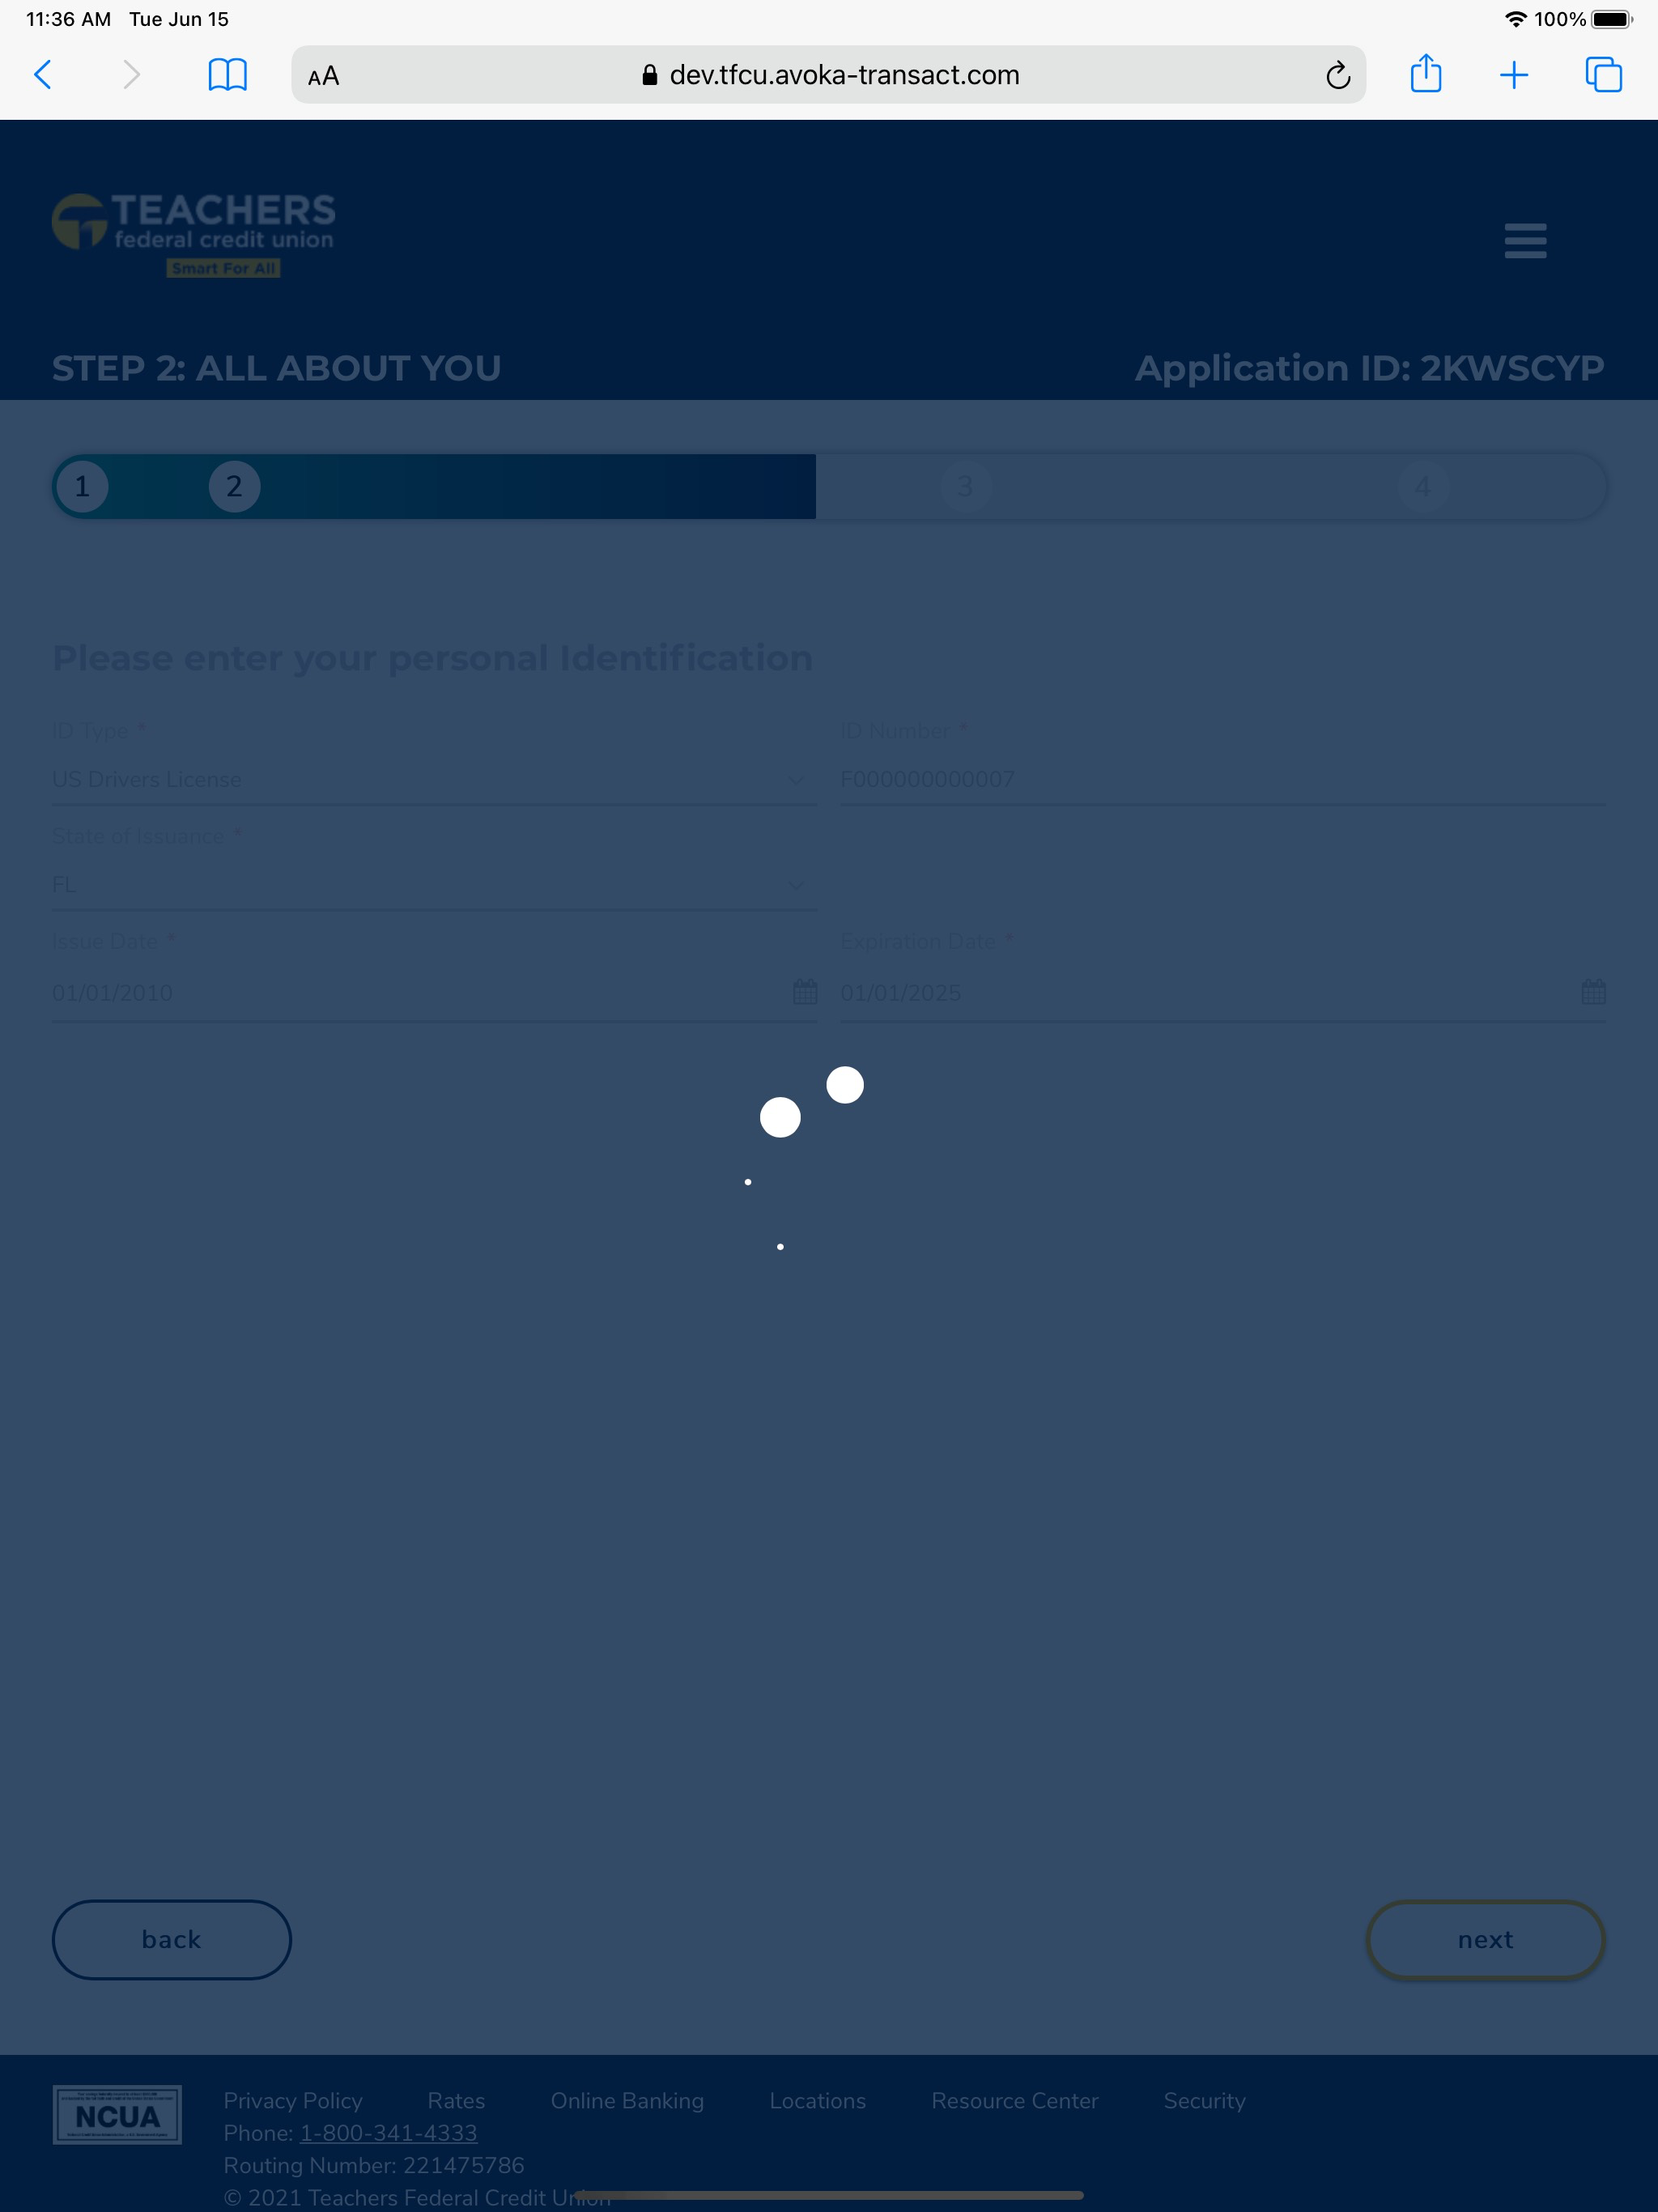 11:36 AM Tue Jun 15 100%
AA dev.tfcu.avoka-transact.com
TEACHERS
federal credit union
Smart For All
STEP 2: ALL ABOUT YOU Application ID: 2KWSCYP
1 2 3 4
Please enter your personal Identification
ID Type * ID Number *
US Drivers License F000000000007
State of Issuance *
FL
Issue Date * Expiration Date *
01/01/2010 01/01/2025
back next
NCUA
Privacy Policy Rates Online Banking Locations Resource Center Security
Phone: 1-800-341-4333
Routing Number: 221475786
© 2021 Teachers Federal Credit Union